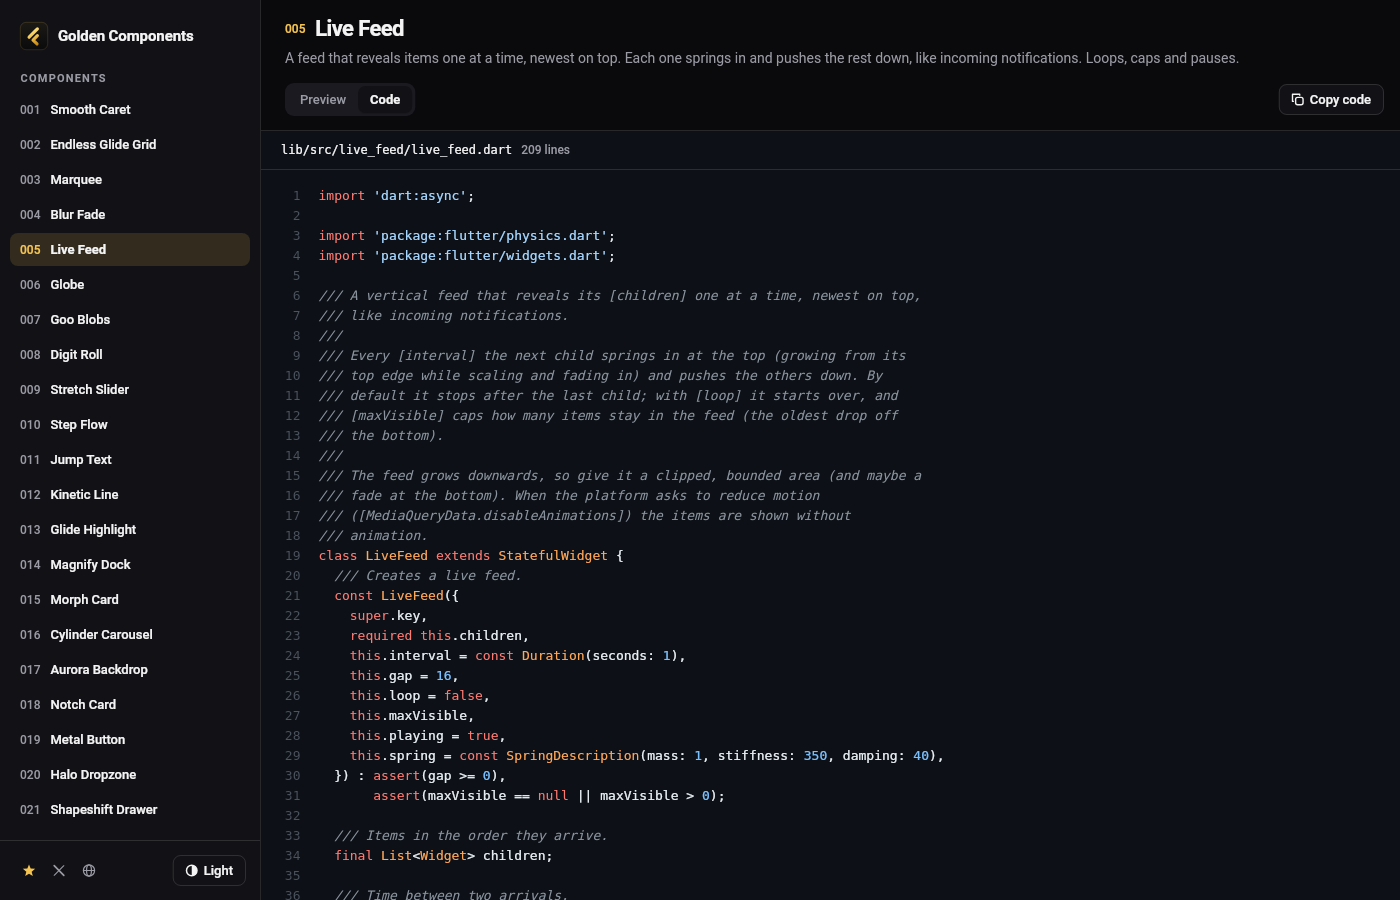 Golden Components
COMPONENTS
001 Smooth Caret
002 Endless Glide Grid
003 Marquee
004 Blur Fade
005 Live Feed
006 Globe
007 Goo Blobs
008 Digit Roll
009 Stretch Slider
010 Step Flow
011 Jump Text
012 Kinetic Line
013 Glide Highlight
014 Magnify Dock
015 Morph Card
016 Cylinder Carousel
017 Aurora Backdrop
018 Notch Card
019 Metal Button
020 Halo Dropzone
021 Shapeshift Drawer
Light
005 Live Feed
A feed that reveals items one at a time, newest on top. Each one springs in and pushes the rest down, like incoming notifications. Loops, caps and pauses.
Preview Code
Copy code
lib/src/live_feed/live_feed.dart 209 lines
1 import 'dart:async';
2
3 import 'package:flutter/physics.dart';
4 import 'package:flutter/widgets.dart';
5
6 /// A vertical feed that reveals its [children] one at a time, newest on top,
7 /// like incoming notifications.
8 ///
9 /// Every [interval] the next child springs in at the top (growing from its
10 /// top edge while scaling and fading in) and pushes the others down. By
11 /// default it stops after the last child; with [loop] it starts over, and
12 /// [maxVisible] caps how many items stay in the feed (the oldest drop off
13 /// the bottom).
14 ///
15 /// The feed grows downwards, so give it a clipped, bounded area (and maybe a
16 /// fade at the bottom). When the platform asks to reduce motion
17 /// ([MediaQueryData.disableAnimations]) the items are shown without
18 /// animation.
19 class LiveFeed extends StatefulWidget {
20   /// Creates a live feed.
21   const LiveFeed({
22     super.key,
23     required this.children,
24     this.interval = const Duration(seconds: 1),
25     this.gap = 16,
26     this.loop = false,
27     this.maxVisible,
28     this.playing = true,
29     this.spring = const SpringDescription(mass: 1, stiffness: 350, damping: 40),
30   }) : assert(gap >= 0),
31        assert(maxVisible == null || maxVisible > 0);
32
33   /// Items in the order they arrive.
34   final List<Widget> children;
35
36   /// Time between two arrivals.